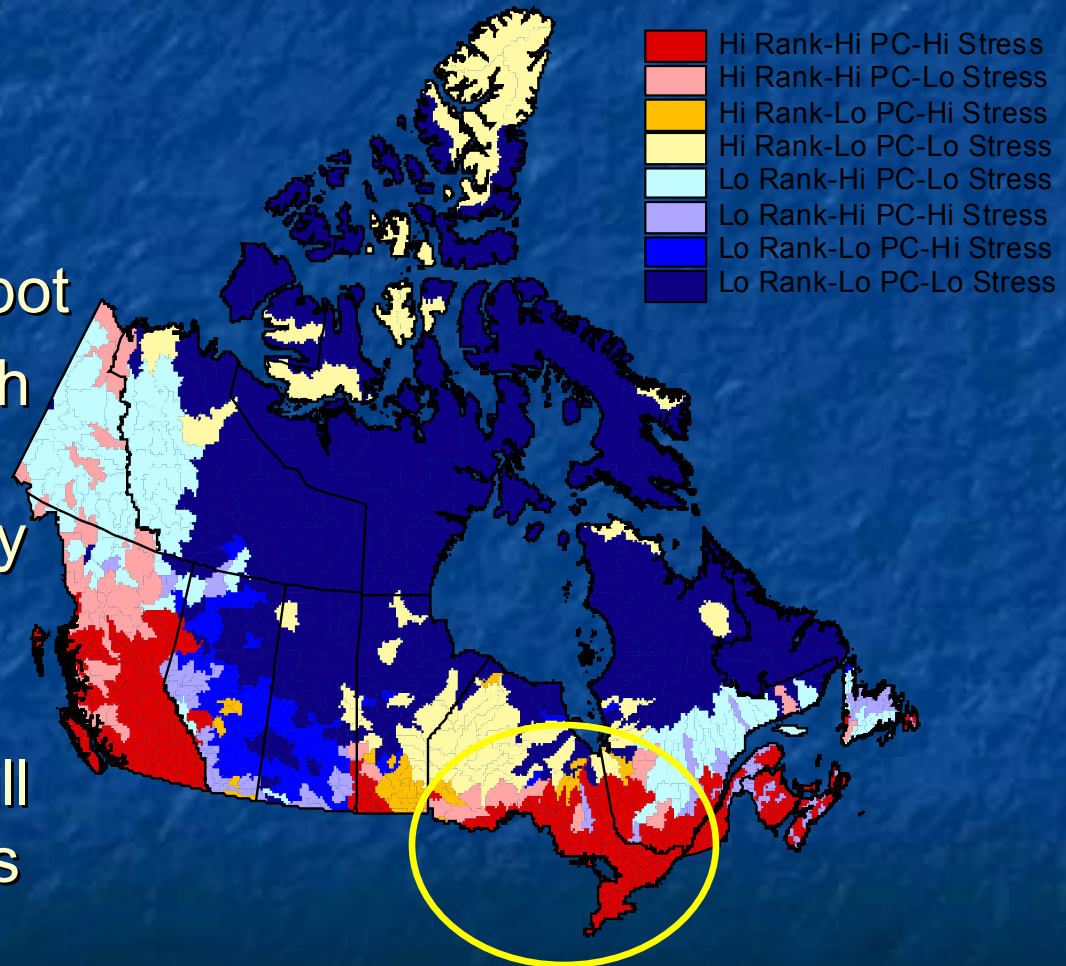 Hi Rank-Hi PC-Hi Stress
Hi Rank-Hi PC-Lo Stress
Hi Rank-Lo PC-Hi Stress
Hi Rank-Lo PC-Lo Stress
Lo Rank-Hi PC-Lo Stress
Lo Rank-Hi PC-Hi Stress
Lo Rank-Lo PC-Hi Stress
Lo Rank-Lo PC-Lo Stress
h
y
ll
s